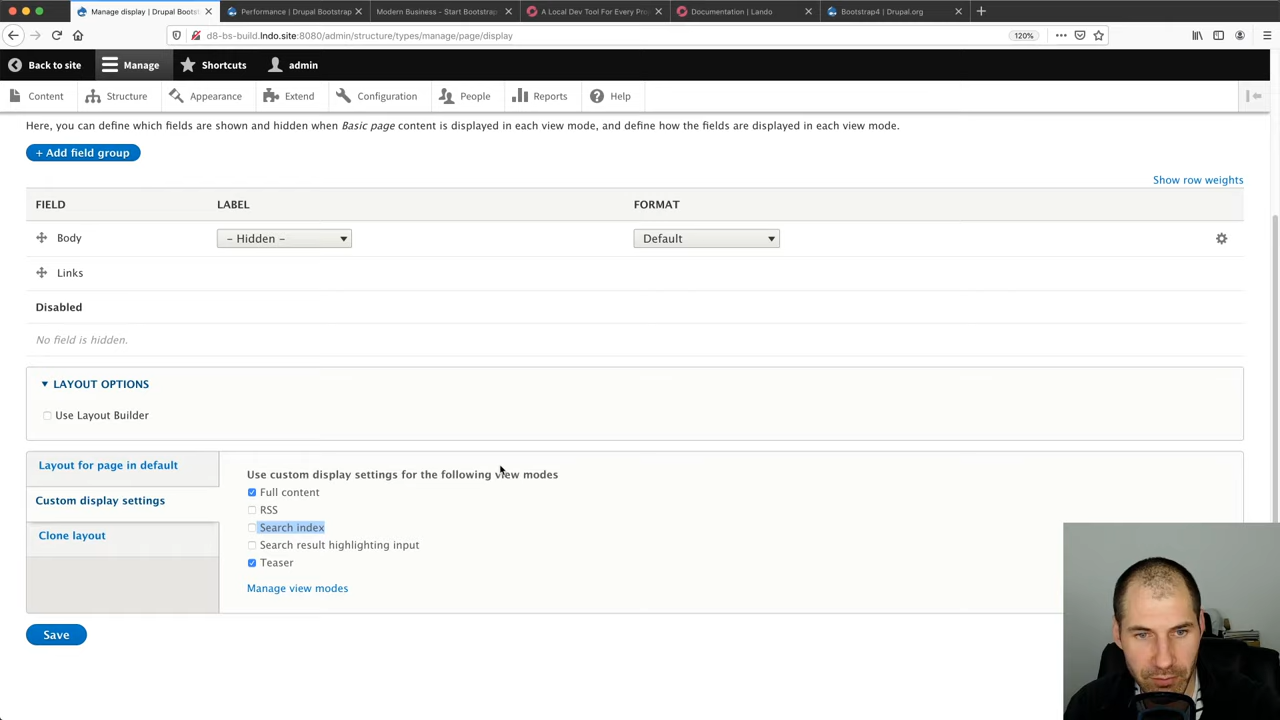 Manage display | Drupal Bootst
Performance | Drupal Bootstrap
Modern Business - Start Bootstrap
A Local Dev Tool For Every Pro
Documentation | Lando
Bootstrap4 | Drupal.org
d8-bs-build.lndo.site:8080/admin/structure/types/manage/page/display
120%
Back to site
Manage
Shortcuts
admin
Content
Structure
Appearance
Extend
Configuration
People
Reports
Help
Here, you can define which fields are shown and hidden when Basic page content is displayed in each view mode, and define how the fields are displayed in each view mode.
+ Add field group
Show row weights
FIELD LABEL FORMAT
Body - Hidden - Default
Links
Disabled
No field is hidden.
LAYOUT OPTIONS
Use Layout Builder
Layout for page in default
Custom display settings
Clone layout
Use custom display settings for the following view modes
Full content
RSS
Search index
Search result highlighting input
Teaser
Manage view modes
Save